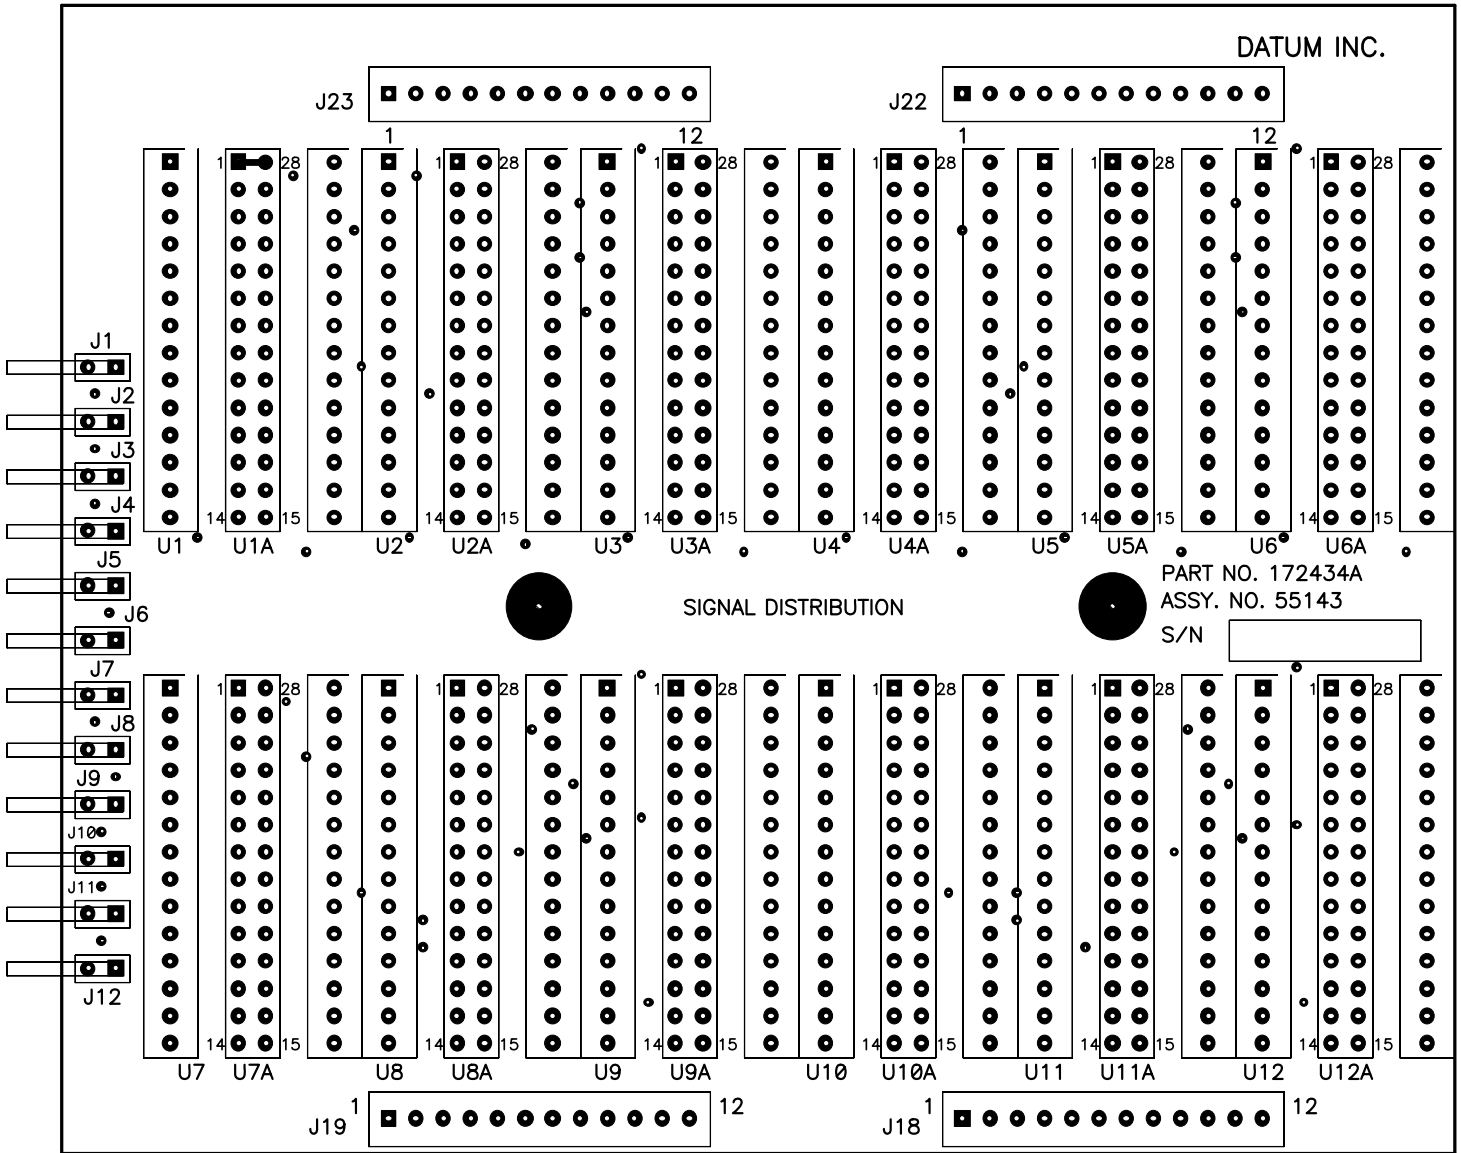 DATUM INC.
J23
J22
1 12
1 12
1 28 1 28 1 28 1 28 1 28 1 28
J1
J2
J3
J4
14 15 14 15 14 15 14 15 14 15 14 15
U1 U1A U2 U2A U3 U3A U4 U4A U5 U5A U6 U6A
J5
PART NO. 172434A
SIGNAL DISTRIBUTION
ASSY. NO. 55143
J6
S/N
J7
1 28 1 28 1 28 1 28 1 28 1 28
J8
J9
J10
J11
J12
14 15 14 15 14 15 14 15 14 15 14 15
U7 U7A U8 U8A U9 U9A U10 U10A U11 U11A U12 U12A
1 12
1 12
J19
J18